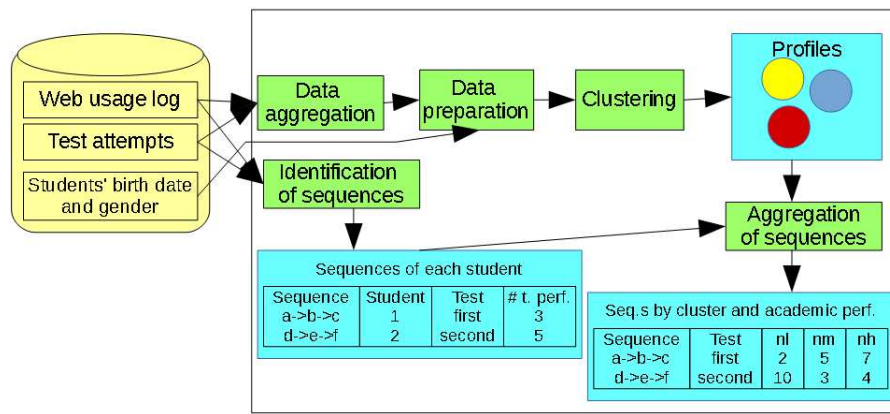 Web usage log
Test attempts
Students' birth date
and gender
Data
aggregation
Data
preparation
Clustering
Profiles
Identification
of sequences
Aggregation
of sequences
Sequences of each student
Sequence Student Test # t. perf.
a->b->c 1 first 3
d->e->f 2 second 5
Seq.s by cluster and academic perf.
Sequence Test nl nm nh
a->b->c first 2 5 7
d->e->f second 10 3 4